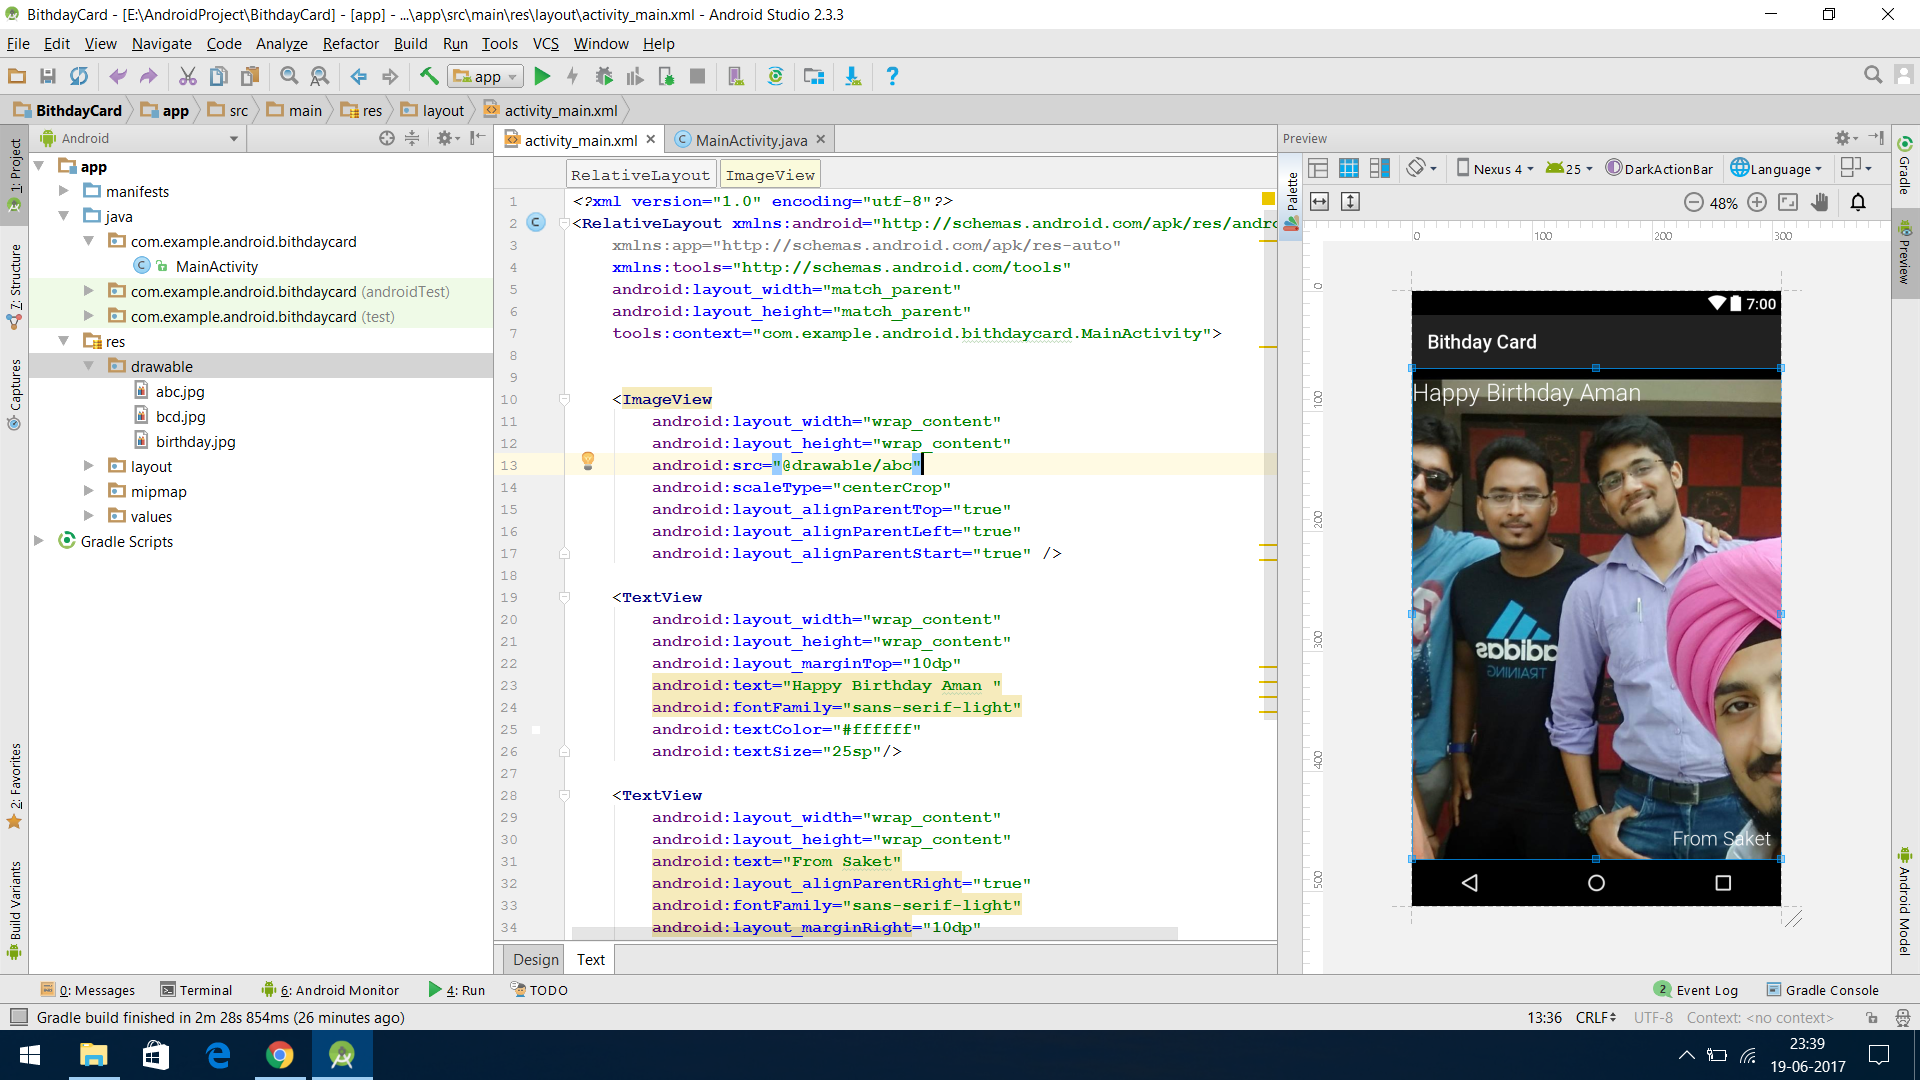 BithdayCard - [E:\AndroidProject\BithdayCard] - [app] - ...\app\src\main\res\layout\activity_main.xml - Android Studio 2.3.3
File Edit View Navigate Code Analyze Refactor Build Run Tools VCS Window Help
app
BithdayCard app src main res layout activity_main.xml
Android
activity_main.xml MainActivity.java
Preview
1: Project
7: Structure
Captures
2: Favorites
Build Variants
app
manifests
java
com.example.android.bithdaycard
MainActivity
com.example.android.bithdaycard (androidTest)
com.example.android.bithdaycard (test)
res
drawable
abc.jpg
bcd.jpg
birthday.jpg
layout
mipmap
values
Gradle Scripts
RelativeLayout ImageView
1 <?xml version="1.0" encoding="utf-8"?>
2 <RelativeLayout xmlns:android="http://schemas.android.com/apk/res/andro
3 xmlns:app="http://schemas.android.com/apk/res-auto"
4 xmlns:tools="http://schemas.android.com/tools"
5 android:layout_width="match_parent"
6 android:layout_height="match_parent"
7 tools:context="com.example.android.bithdaycard.MainActivity">
8
9
10 <ImageView
11 android:layout_width="wrap_content"
12 android:layout_height="wrap_content"
13 android:src="@drawable/abc"
14 android:scaleType="centerCrop"
15 android:layout_alignParentTop="true"
16 android:layout_alignParentLeft="true"
17 android:layout_alignParentStart="true" />
18
19 <TextView
20 android:layout_width="wrap_content"
21 android:layout_height="wrap_content"
22 android:layout_marginTop="10dp"
23 android:text="Happy Birthday Aman "
24 android:fontFamily="sans-serif-light"
25 android:textColor="#ffffff"
26 android:textSize="25sp"/>
27
28 <TextView
29 android:layout_width="wrap_content"
30 android:layout_height="wrap_content"
31 android:text="From Saket"
32 android:layout_alignParentRight="true"
33 android:fontFamily="sans-serif-light"
34 android:layout_marginRight="10dp"
Design Text
Palette
Nexus 4 25 DarkActionBar Language
48%
0 100 200 300
0
100
200
300
400
500
7:00
Bithday Card
Happy Birthday Aman
adidas
TRAINING
From Saket
Gradle
Preview
Android Model
0: Messages Terminal 6: Android Monitor 4: Run TODO
2 Event Log Gradle Console
Gradle build finished in 2m 28s 854ms (26 minutes ago)
13:36 CRLF UTF-8 Context: <no context>
23:39
19-06-2017